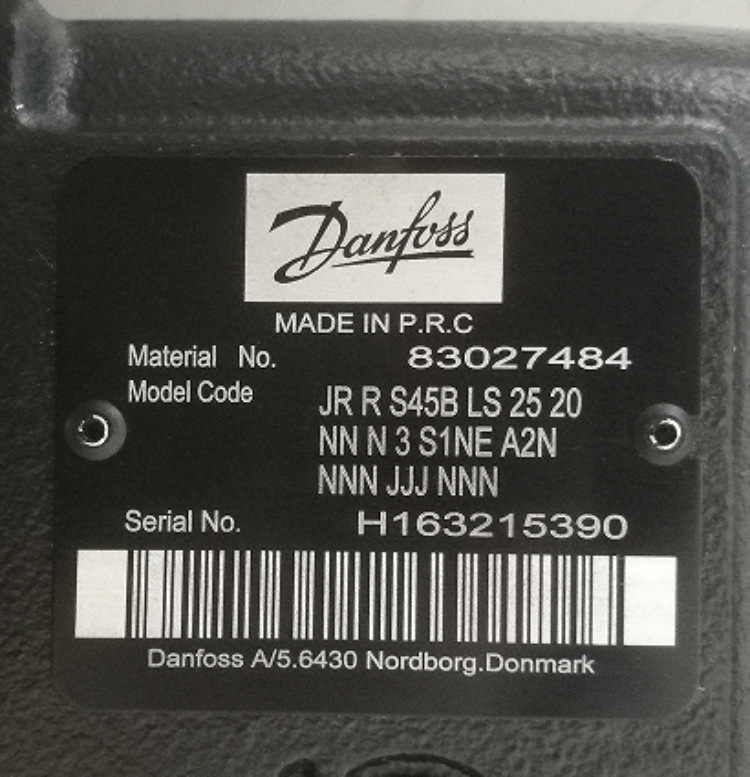 Danfoss
MADE IN P.R.C
Material No. 83027484
Model Code JR R S45B LS 25 20
NN N 3 S1NE A2N
NNN JJJ NNN
Serial No. H163215390
Danfoss A/5.6430 Nordborg.Donmark